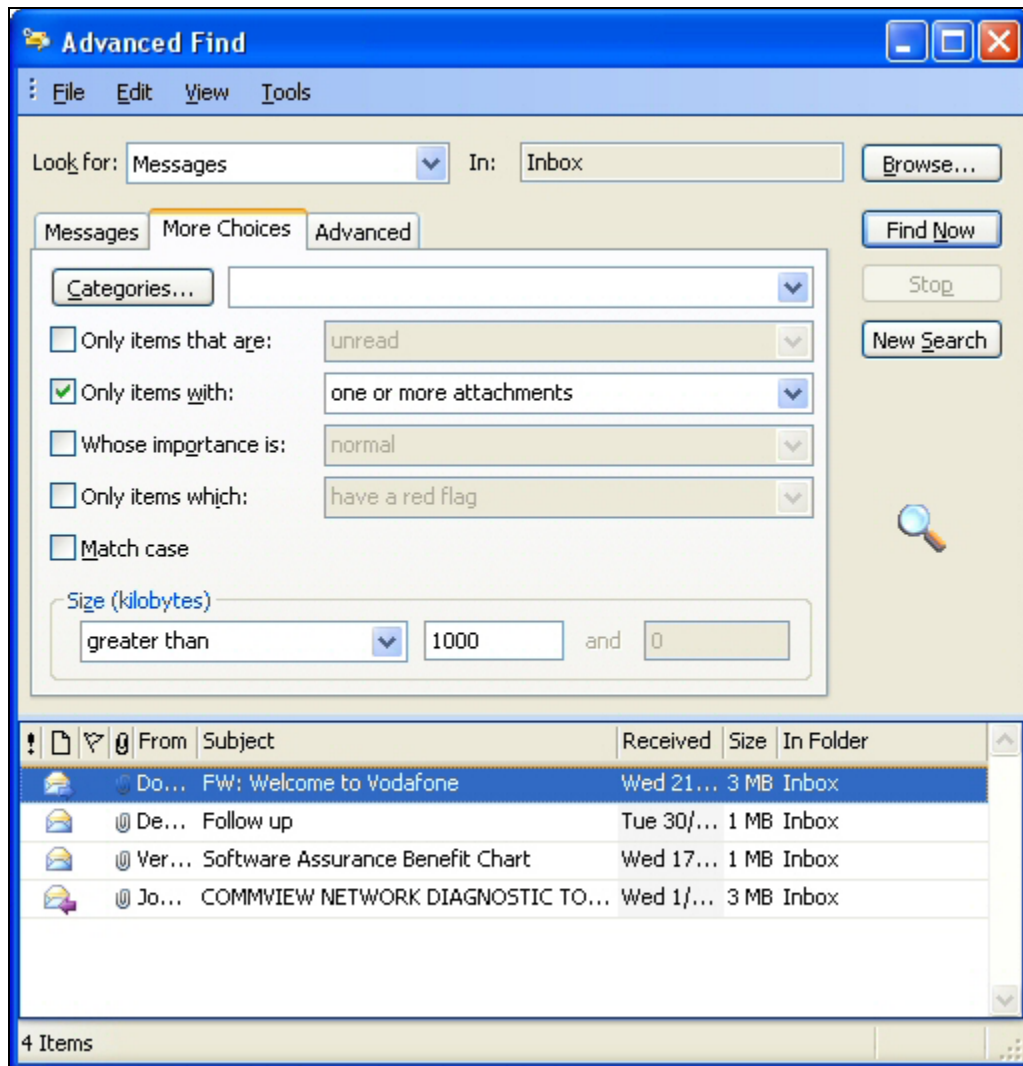 Advanced Find
File Edit View Tools
Look for: Messages In: Inbox Browse...
Messages More Choices Advanced Find Now
Categories... Stop
Only items that are: unread New Search
Only items with: one or more attachments
Whose importance is: normal
Only items which: have a red flag
Match case
Size (kilobytes)
greater than 1000 and 0
! From Subject Received Size In Folder
Do... FW: Welcome to Vodafone Wed 21... 3 MB Inbox
De... Follow up Tue 30/... 1 MB Inbox
Ver... Software Assurance Benefit Chart Wed 17... 1 MB Inbox
Jo... COMMVIEW NETWORK DIAGNOSTIC TO... Wed 1/... 3 MB Inbox
4 Items